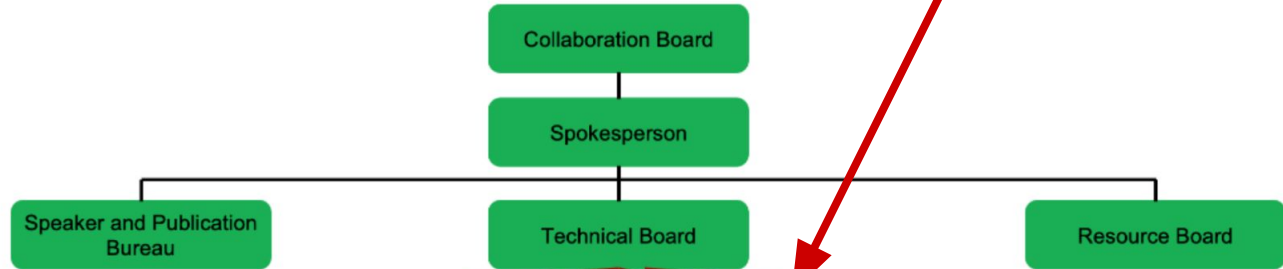 Collaboration Board
Spokesperson
Speaker and Publication
Bureau
Technical Board
Resource Board